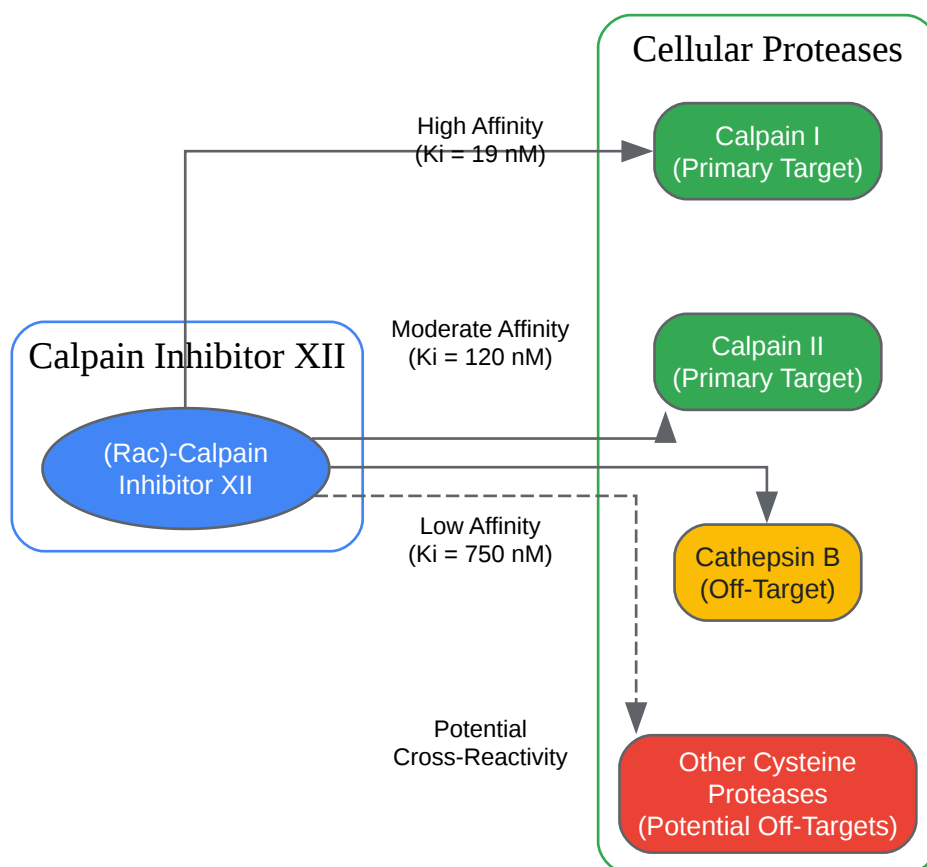 Cellular Proteases
High Affinity
(Ki = 19 nM)
Calpain I
(Primary Target)
Moderate Affinity
(Ki = 120 nM)
Calpain II
(Primary Target)
Calpain Inhibitor XII
(Rac)-Calpain
Inhibitor XII
Low Affinity
(Ki = 750 nM)
Cathepsin B
(Off-Target)
Potential
Cross-Reactivity
Other Cysteine
Proteases
(Potential Off-Targets)